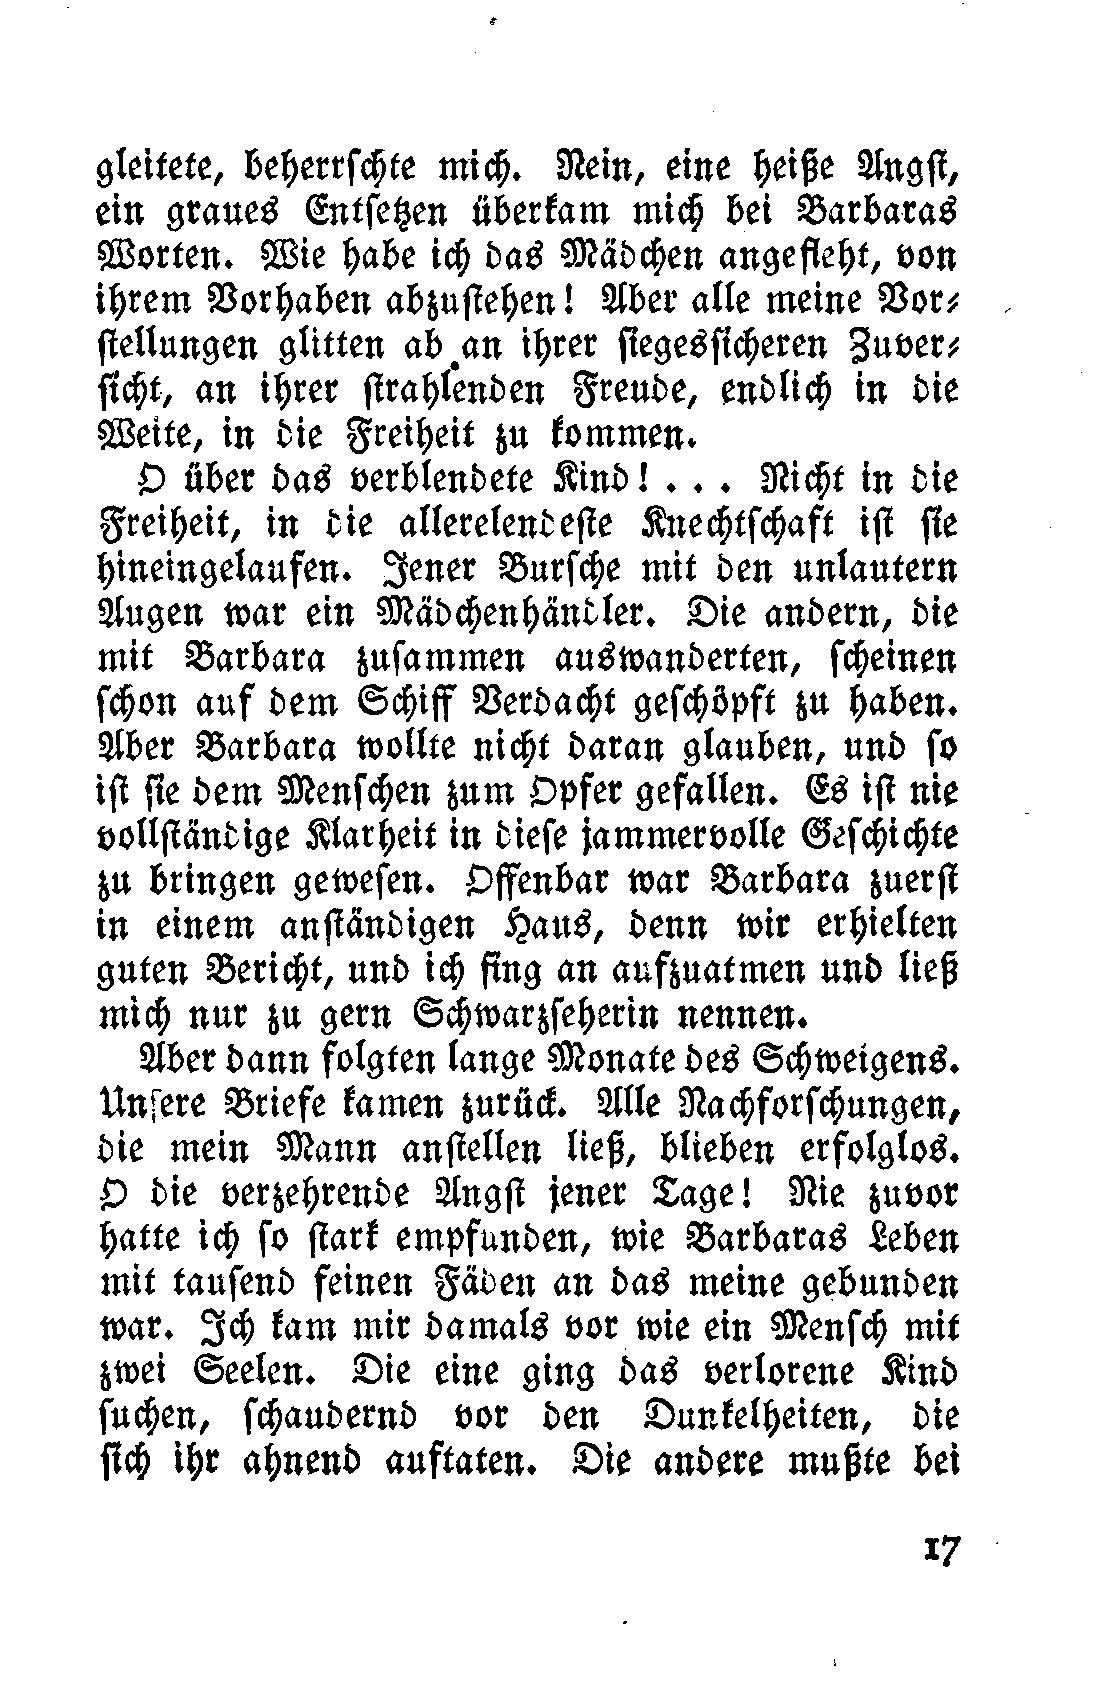 gleitete, beherrschte mich. Nein, eine heiße Angst,
ein graues Entsetzen überkam mich bei Barbaras
Worten. Wie habe ich das Mädchen angefleht, von
ihrem Vorhaben abzustehen! Aber alle meine Vor-
stellungen glitten ab an ihrer siegessicheren Zuver-
sicht, an ihrer strahlenden Freude, endlich in die
Weite, in die Freiheit zu kommen.
O über das verblendete Kind! . . . Nicht in die
Freiheit, in die allerelendeste Knechtschaft ist sie
hineingelaufen. Jener Bursche mit den unlautern
Augen war ein Mädchenhändler. Die andern, die
mit Barbara zusammen auswanderten, scheinen
schon auf dem Schiff Verdacht geschöpft zu haben.
Aber Barbara wollte nicht daran glauben, und so
ist sie dem Menschen zum Opfer gefallen. Es ist nie
vollständige Klarheit in diese jammervolle Geschichte
zu bringen gewesen. Offenbar war Barbara zuerst
in einem anständigen Haus, denn wir erhielten
guten Bericht, und ich fing an aufzuatmen und ließ
mich nur zu gern Schwarzseherin nennen.
Aber dann folgten lange Monate des Schweigens.
Unsere Briefe kamen zurück. Alle Nachforschungen,
die mein Mann anstellen ließ, blieben erfolglos.
O die verzehrende Angst jener Tage! Nie zuvor
hatte ich so stark empfunden, wie Barbaras Leben
mit tausend feinen Fäden an das meine gebunden
war. Ich kam mir damals vor wie ein Mensch mit
zwei Seelen. Die eine ging das verlorene Kind
suchen, schaudernd vor den Dunkelheiten, die
sich ihr ahnend auftaten. Die andere mußte bei
17